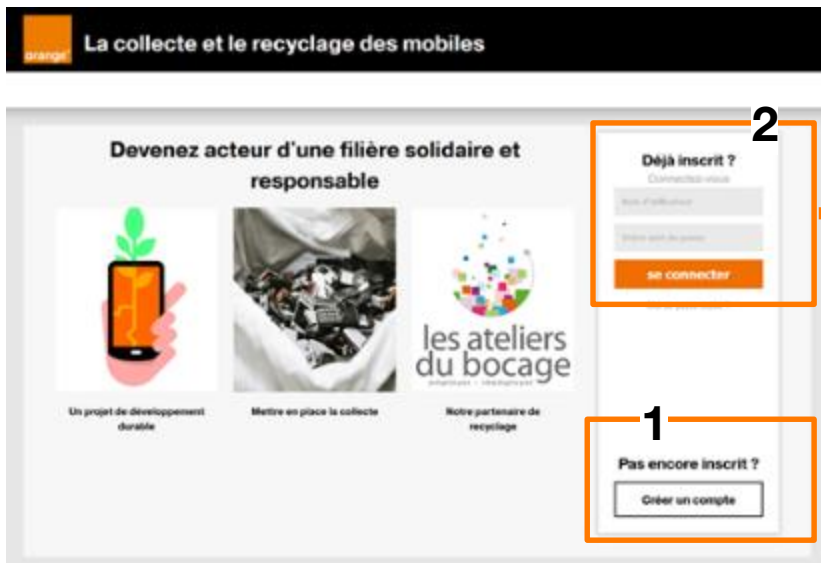 orange
La collecte et le recyclage des mobiles
2
Devenez acteur d'une filière solidaire et
responsable
Déjà inscrit ?
Connectez-vous
se connecter
les ateliers
du bocage
Un projet de développement
durable
Mettre en place la collecte
Notre partenaire de
recyclage
1
Pas encore inscrit ?
Créer un compte